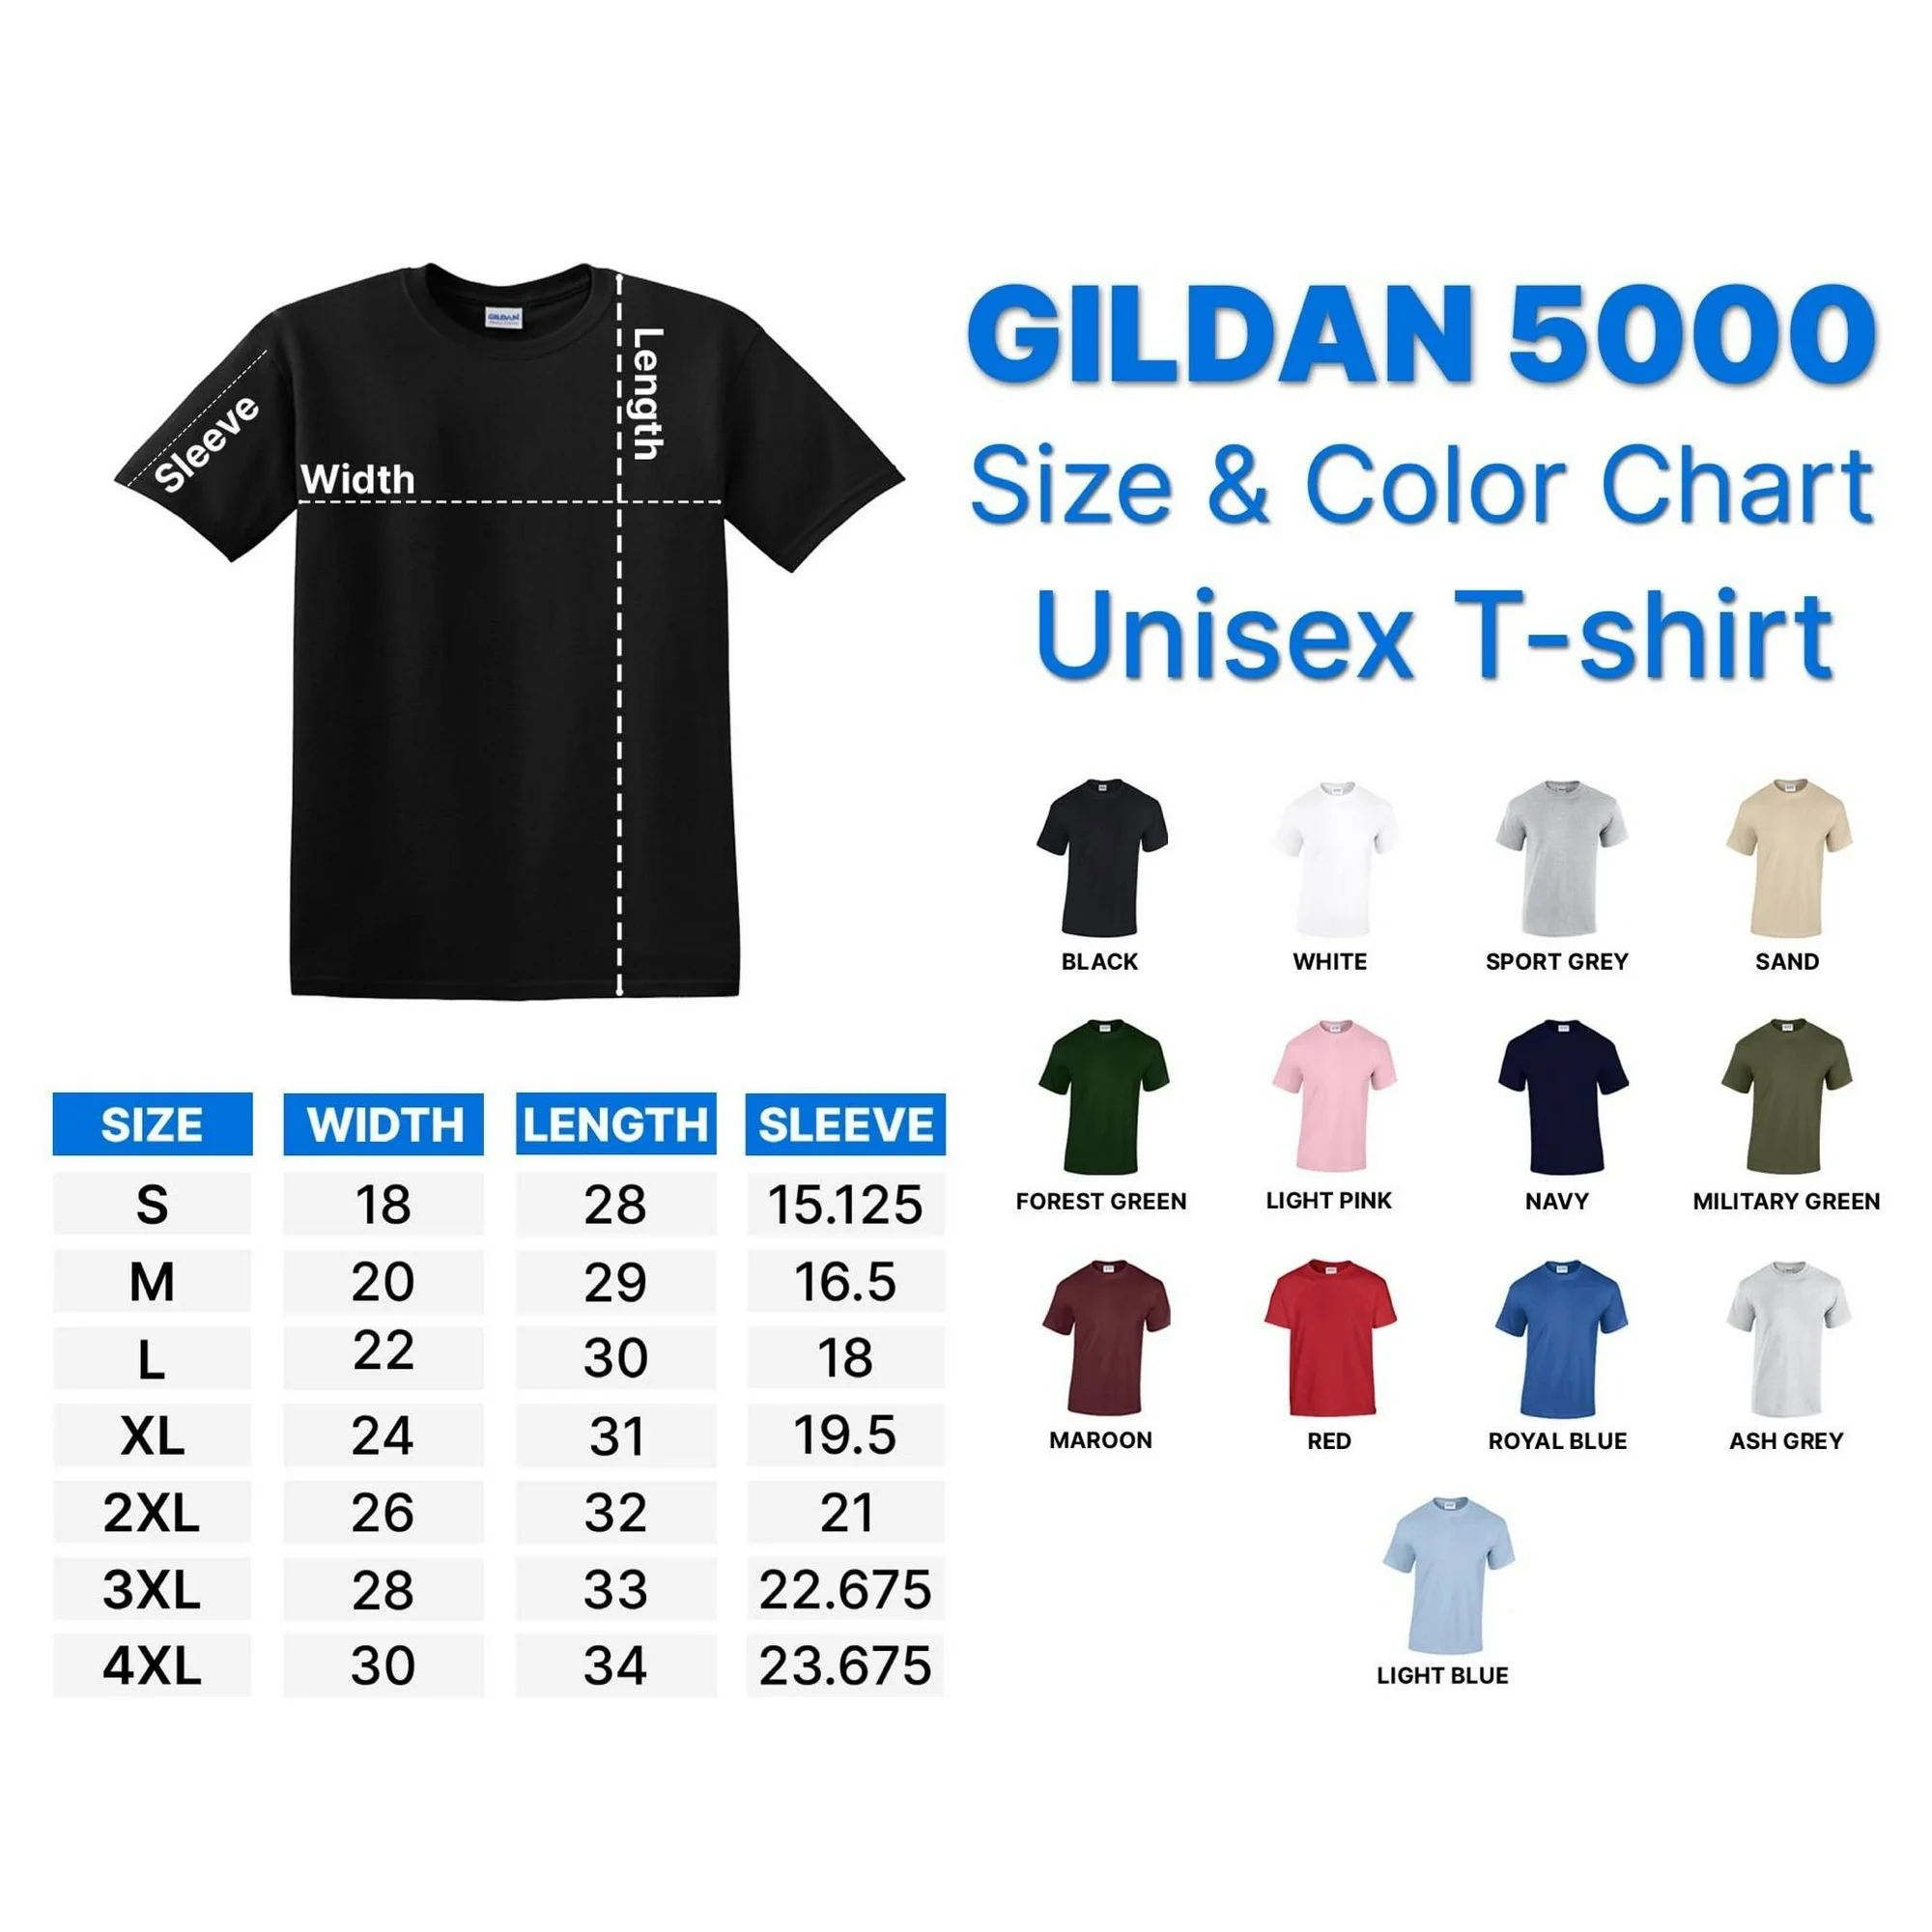 GILDAN
Sleeve
Width
Length
GILDAN 5000
Size & Color Chart
Unisex T-shirt
SIZE WIDTH LENGTH SLEEVE
S 18 28 15.125
M 20 29 16.5
L 22 30 18
XL 24 31 19.5
2XL 26 32 21
3XL 28 33 22.675
4XL 30 34 23.675
BLACK WHITE SPORT GREY SAND
FOREST GREEN LIGHT PINK NAVY MILITARY GREEN
MAROON RED ROYAL BLUE ASH GREY
LIGHT BLUE